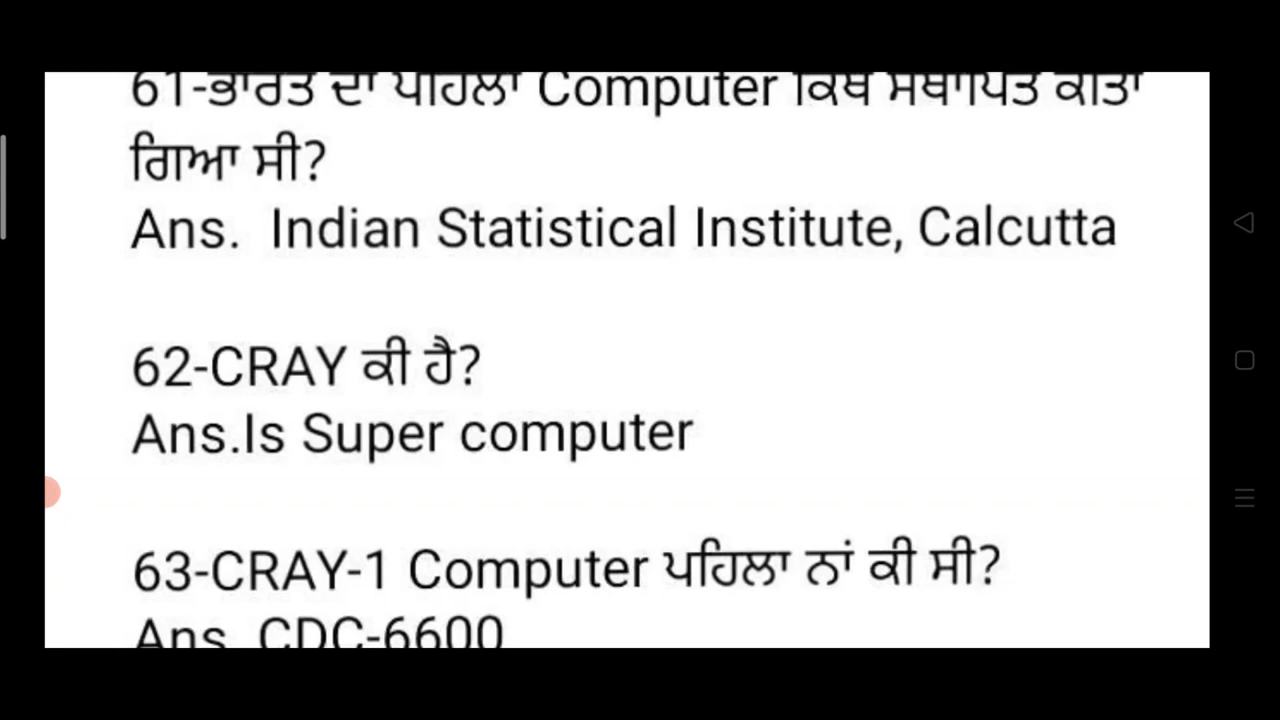 61-ਭਾਰਤ ਦਾ ਪਹਿਲਾ Computer ਕਿਥੇ ਸਥਾਪਿਤ ਕੀਤਾ
ਗਿਆ ਸੀ?
Ans. Indian Statistical Institute, Calcutta
62-CRAY ਕੀ ਹੈ?
Ans.Is Super computer
63-CRAY-1 Computer ਪਹਿਲਾ ਨਾਂ ਕੀ ਸੀ?
Ans. CDC-6600